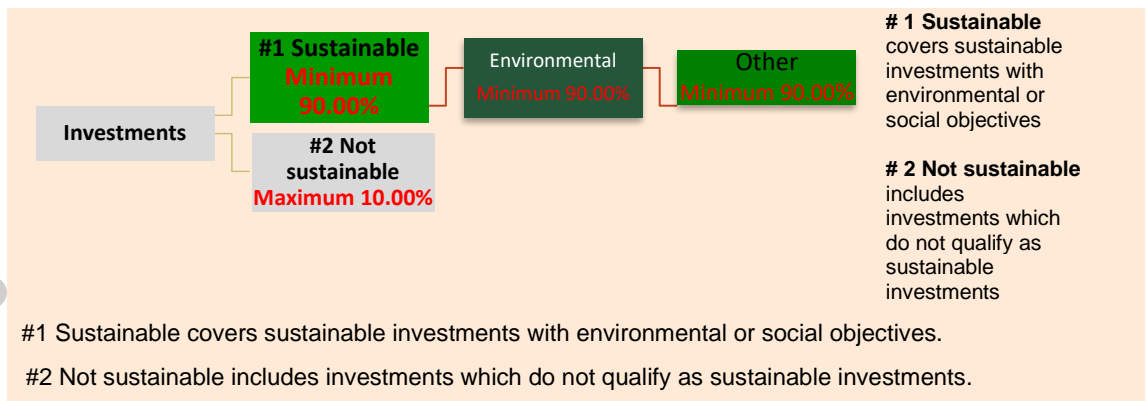 Investments
#1 Sustainable
Minimum
90.00%
#2 Not
sustainable
Maximum 10.00%
Environmental
Minimum 90.00%
Other
Minimum 90.00%
# 1 Sustainable
covers sustainable
investments with
environmental or
social objectives
# 2 Not sustainable
includes
investments which
do not qualify as
sustainable
investments
#1 Sustainable covers sustainable investments with environmental or social objectives.
#2 Not sustainable includes investments which do not qualify as sustainable investments.